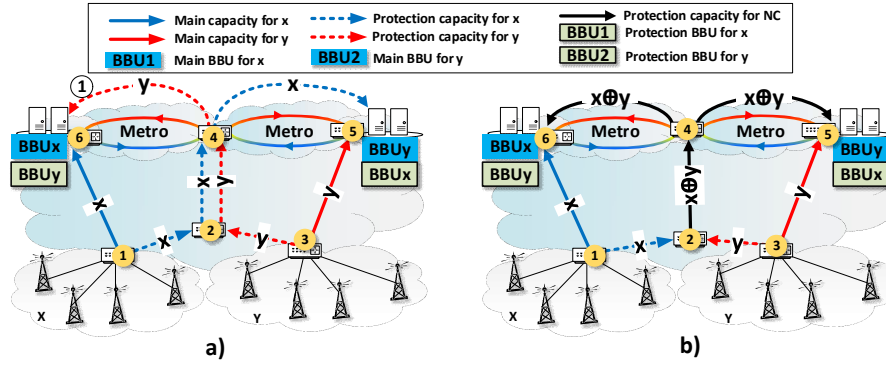 Main capacity for x
Protection capacity for x
Protection capacity for NC
Main capacity for y
Protection capacity for y
BBU1 Protection BBU for x
BBU1 Main BBU for x
BBU2 Main BBU for y
BBU2 Protection BBU for y
1
y
x
x⊕y
x⊕y
6
Metro
4
Metro
5
6
Metro
4
Metro
5
BBUx
BBUy
BBUx
BBUy
BBUy
BBUx
BBUy
BBUx
x
x
y
y
x
x⊕y
y
1
x
2
y
3
1
x
2
y
3
X
Y
X
Y
a)
b)